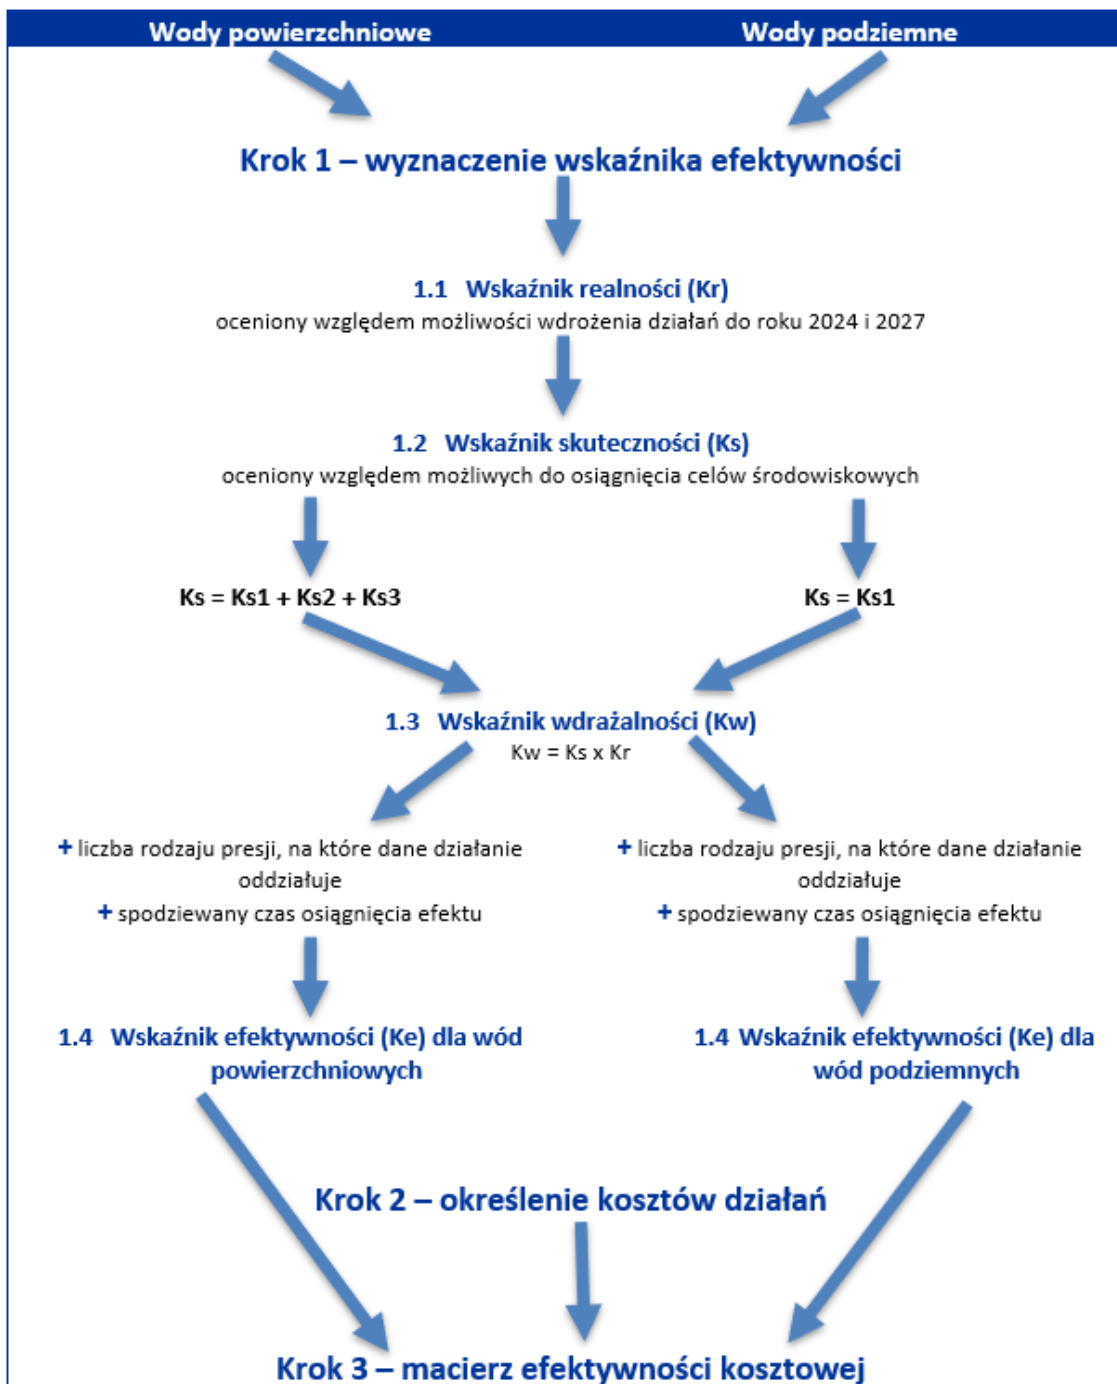 Wody powierzchniowe
Wody podziemne
Krok 1 – wyznaczenie wskaźnika efektywności
1.1 Wskaźnik realności (Kr)
oceniony względem możliwości wdrożenia działań do roku 2024 i 2027
1.2 Wskaźnik skuteczności (Ks)
oceniony względem możliwych do osiągnięcia celów środowiskowych
Ks = Ks1 + Ks2 + Ks3
Ks = Ks1
1.3 Wskaźnik wdrażalności (Kw)
Kw = Ks x Kr
+ liczba rodzaju presji, na które dane działanie
oddziałuje
+ spodziewany czas osiągnięcia efektu
+ liczba rodzaju presji, na które dane działanie
oddziałuje
+ spodziewany czas osiągnięcia efektu
1.4 Wskaźnik efektywności (Ke) dla wód
powierzchniowych
1.4 Wskaźnik efektywności (Ke) dla
wód podziemnych
Krok 2 – określenie kosztów działań
Krok 3 – macierz efektywności kosztowej